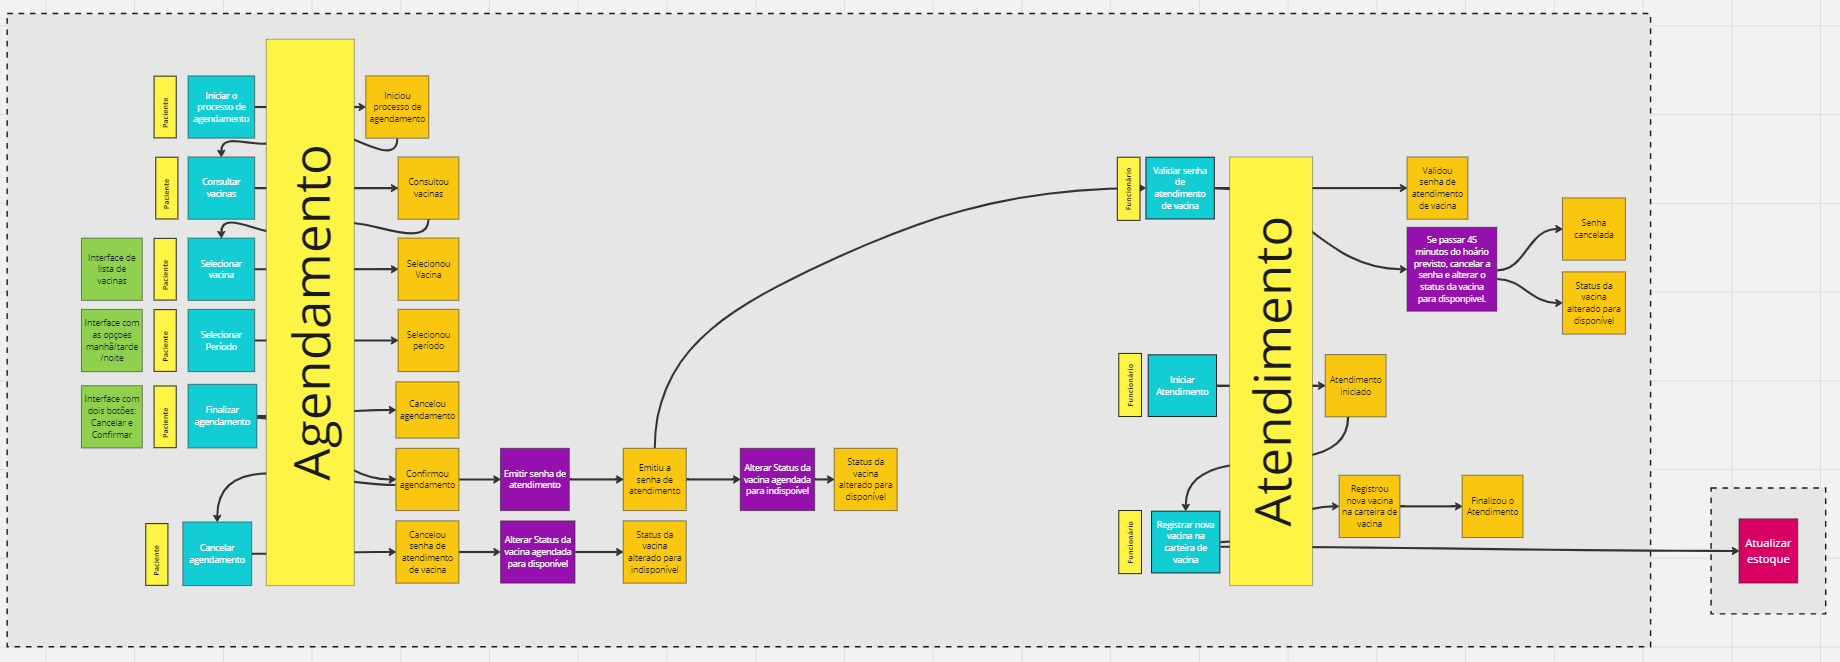 Paciente
Iniciar o
processo de
agendamento
Iniciou
processo de
agendamento
Paciente
Consultar
vacinas
Consultou
vacinas
Interface de
lista de
vacinas
Paciente
Selecionar
vacina
Selecionou
Vacina
Interface com
as opçoes
manhã/tarde
/noite
Paciente
Selecionar
Período
Selecionou
período
Interface com
dois botões:
Cancelar e
Confirmar
Paciente
Finalizar
agendamento
Cancelou
agendamento
Agendamento
Confirmou
agendamento
Emitir senha de
atendimento
Emitiu a
senha de
atendimento
Alterar Status da
vacina agendada
para indispoível
Status da
vacina
alterado para
disponível
Paciente
Cancelar
agendamento
Cancelou
senha de
atendimento
de vacina
Alterar Status da
vacina agendada
para disponível
Status da
vacina
alterado para
indisponível
Funcionário
Validar senha
de
atendimento
de vacina
Atendimento
Validou
senha de
atendimento
de vacina
Se passar 45
minutos do hoário
previsto, cancelar a
senha e alterar o
status da vacina
para disponpivel.
Senha
cancelada
Status da
vacina
alterado para
disponível
Funcionário
Iniciar
Atendimento
Atendimento
iniciado
Funcionário
Registrar nova
vacina na
carteira de
vacina
Registrou
nova vacina
na carteira de
vacina
Finalizou o
Atendimento
Atualizar
estoque